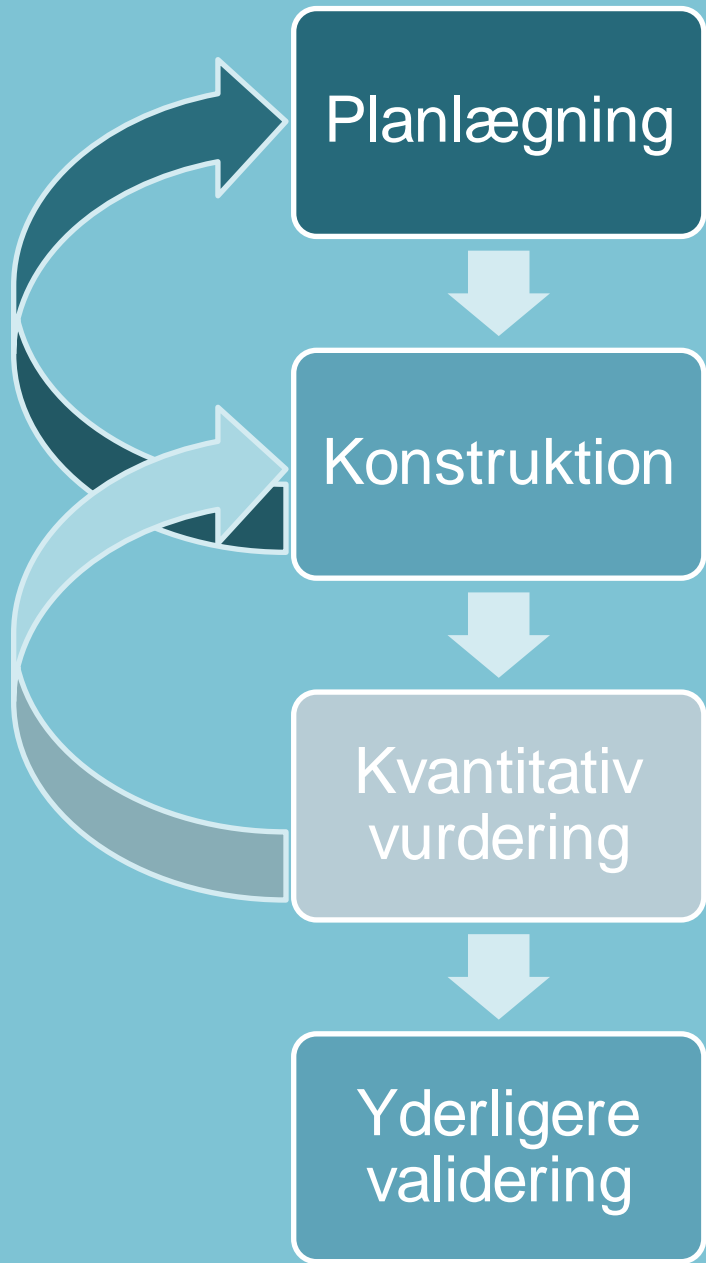 Planlægning
Konstruktion
Kvantitativ
vurdering
Yderligere
validering